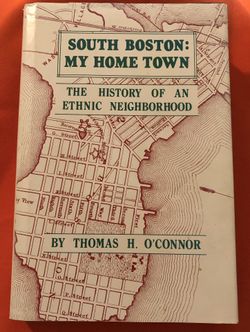 SOUTH BOSTON:
MY HOME TOWN
THE HISTORY OF AN
ETHNIC NEIGHBORHOOD
BY THOMAS H. O'CONNOR